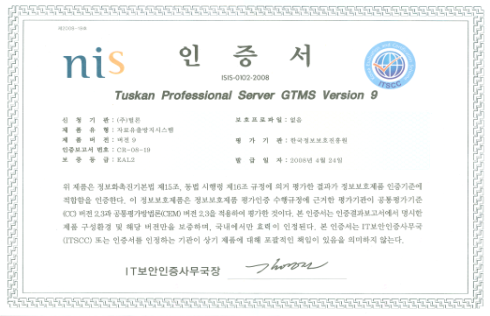 nis
인 증 서
ISIS-0102-2008
ITSCC
Tuskan Professional Server GTMS Version 9
신 청 기 관 :
보호프로파일 : 없음
제 품 유 형 : 자료유출방지시스템
제 품 버 전 : 버전 9
평 가 기 관 : 한국정보보호진흥원
인증보고서 번호 : CR-08-19
보 증 등 급 : EAL2
발 급 일 자 : 2008년 4월 24일
위 제품은 정보화촉진기본법 제15조, 동법 시행령 제16조 규정에 의거 평가한 결과가 정보보호제품 인증기준에
적합함을 인증한다. 이 정보보호제품은 정보보호제품 평가인증 수행규정에 근거한 평가기관이 공통평가기준
(CC) 버전 2.3과 공통평가방법론(CEM) 버전 2.3을 적용하여 평가한 것이다. 본 인증서는 인증결과보고서에서 명시한
제품 구성환경 및 해당 버전만을 보증하며, 국내에서만 효력이 인정된다. 본 인증서는 IT보안인증사무국
(ITSCC) 또는 인증서를 인정하는 기관이 상기 제품에 대해 포괄적인 책임이 있음을 의미하지 않는다.
IT보안인증사무국장